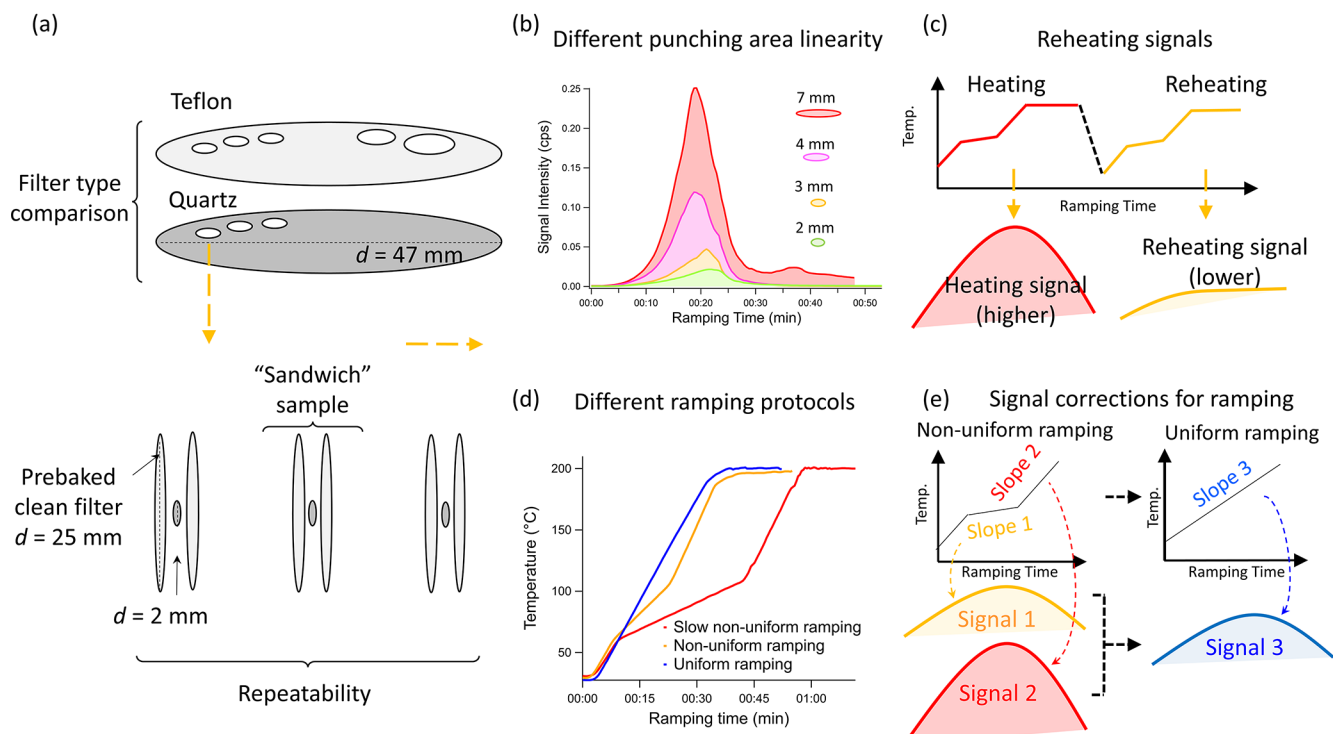 (a)
Teflon
Filter type
comparison
Quartz
d = 47 mm
"Sandwich"
sample
Prebaked
clean filter
d = 25 mm
d = 2 mm
Repeatability
(b)
Different punching area linearity
0.25
0.20
0.15
0.10
0.05
0.00
Signal Intensity (cps)
7 mm
4 mm
3 mm
2 mm
00:00
00:10
00:20
00:30
00:40
00:50
Ramping Time (min)
(c)
Reheating signals
Heating
Reheating
Temp.
Ramping Time
Heating signal
(higher)
Reheating signal
(lower)
(d)
Different ramping protocols
200
150
100
50
Temperature (°C)
Slow non-uniform ramping
Non-uniform ramping
Uniform ramping
00:00
00:15
00:30
00:45
01:00
Ramping time (min)
(e)
Signal corrections for ramping
Non-uniform ramping
Uniform ramping
Temp.
Slope 2
Slope 1
Ramping Time
Temp.
Slope 3
Ramping Time
Signal 1
Signal 2
Signal 3